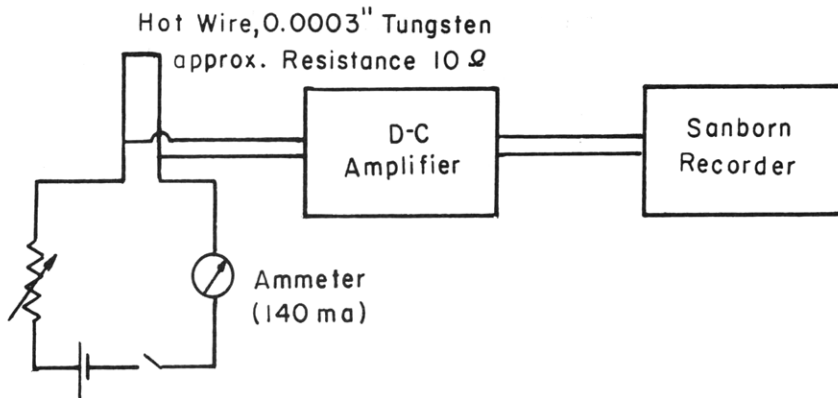 Hot Wire, 0.0003" Tungsten
approx. Resistance 10 Ω
D-C
Amplifier
Sanborn
Recorder
Ammeter
(140 ma)